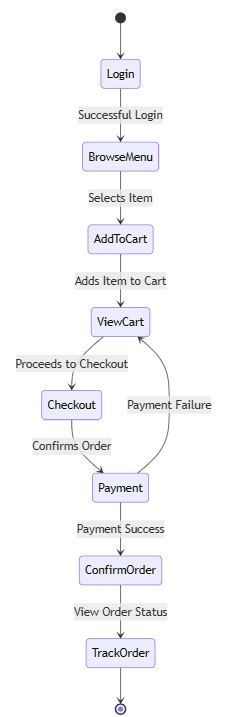 Login
Successful Login
BrowseMenu
Selects Item
AddToCart
Adds Item to Cart
ViewCart
Proceeds to Checkout
Checkout
Payment Failure
Confirms Order
Payment
Payment Success
ConfirmOrder
View Order Status
TrackOrder